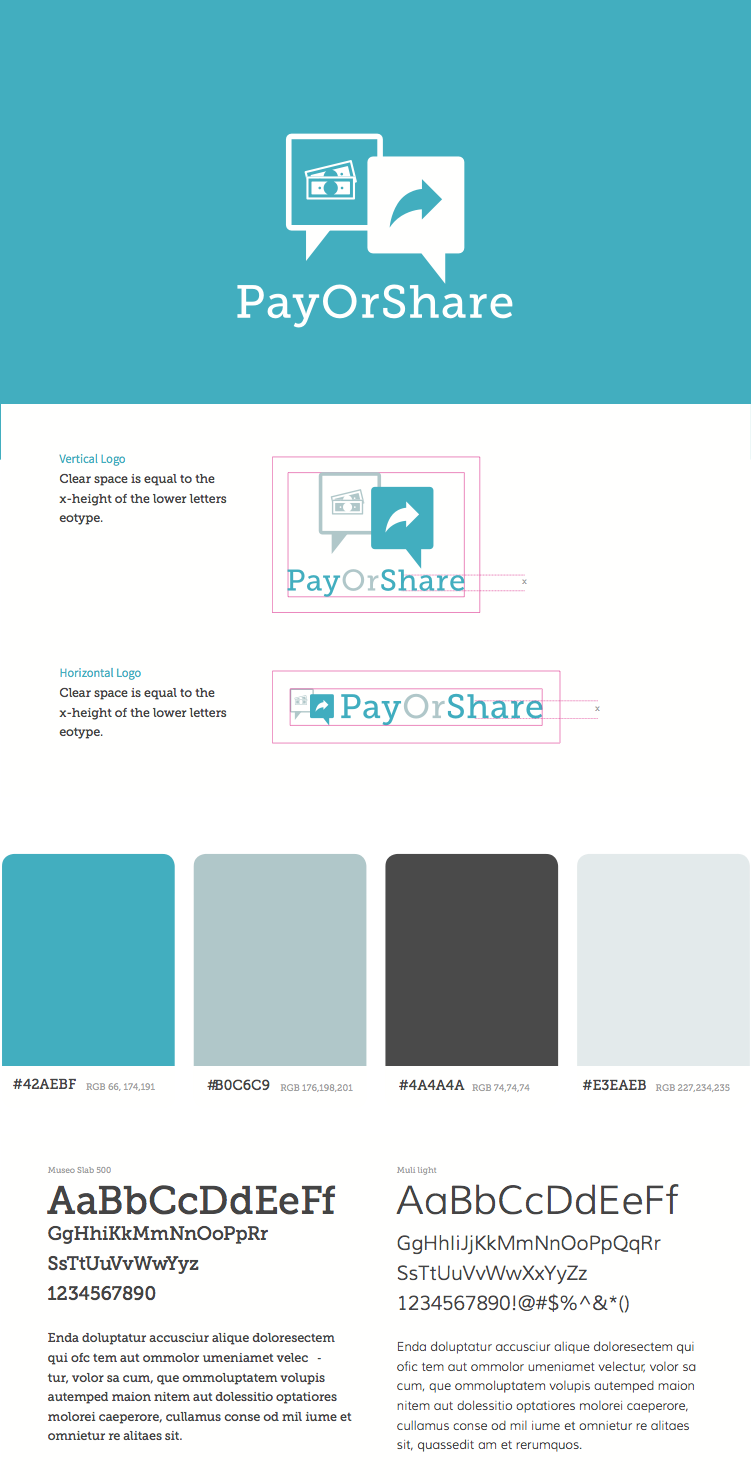 PayOrShare
Vertical Logo
Clear space is equal to the
x-height of the lower letters
eotype.
PayOrShare
x
Horizontal Logo
Clear space is equal to the
x-height of the lower letters
eotype.
PayOrShare
x
#42AEBF RGB 66, 174,191
#B0C6C9 RGB 176,198,201
#4A4A4A RGB 74,74,74
#E3EAEB RGB 227,234,235
Museo Slab 500
AaBbCcDdEeFf
GgHhiKkMmNnOoPpRr
SsTtUuVvWwYyz
1234567890
Enda doluptatur accusciur alique doloresectem
qui ofc tem aut ommolor umeniamet velec -
tur, volor sa cum, que ommoluptatem volupis
autemped maion nitem aut dolessitio optatiores
molorei caeperore, cullamus conse od mil iume et
omnietur re alitaes sit.
Muli light
AaBbCcDdEeFf
GgHhIiJjKkMmNnOoPpQqRr
SsTtUuVvWwXxYyZz
1234567890!@#$%^&*()
Enda doluptatur accusciur alique doloresectem qui
ofic tem aut ommolor umeniamet velectur, volor sa
cum, que ommoluptatem volupis autemped maion
nitem aut dolessitio optatiores molorei caeperore,
cullamus conse od mil iume et omnietur re alitaes
sit, quassedit am et rerumquos.